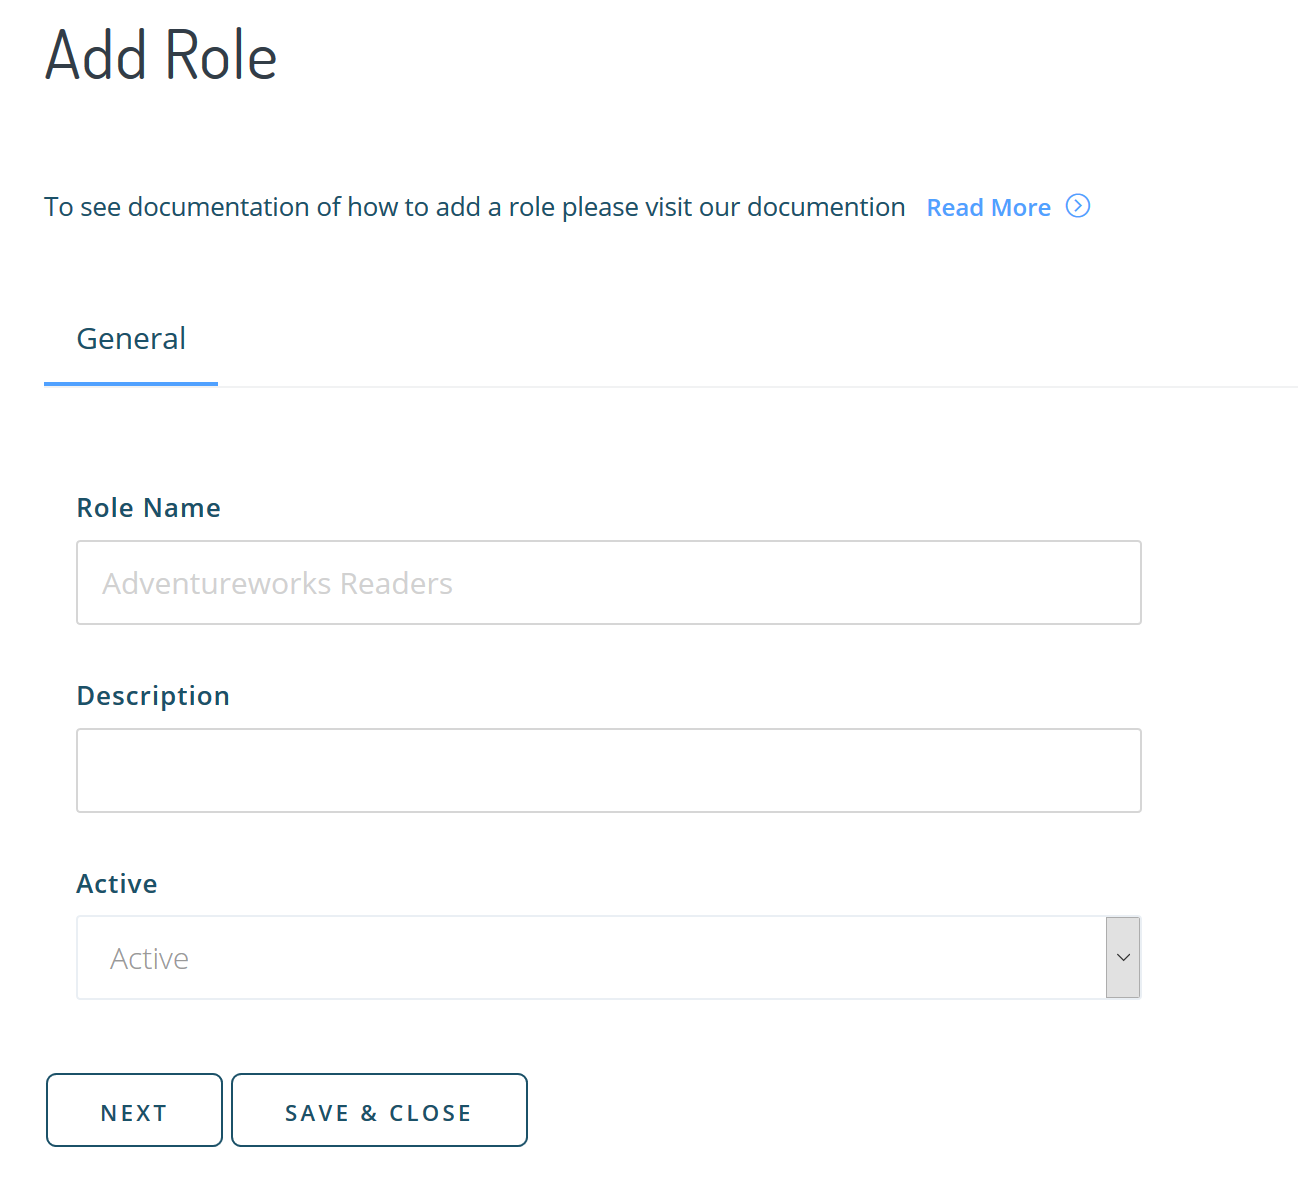 Add Role
To see documentation of how to add a role please visit our documention Read More
General
Role Name
Adventureworks Readers
Description
Active
Active
NEXT SAVE & CLOSE